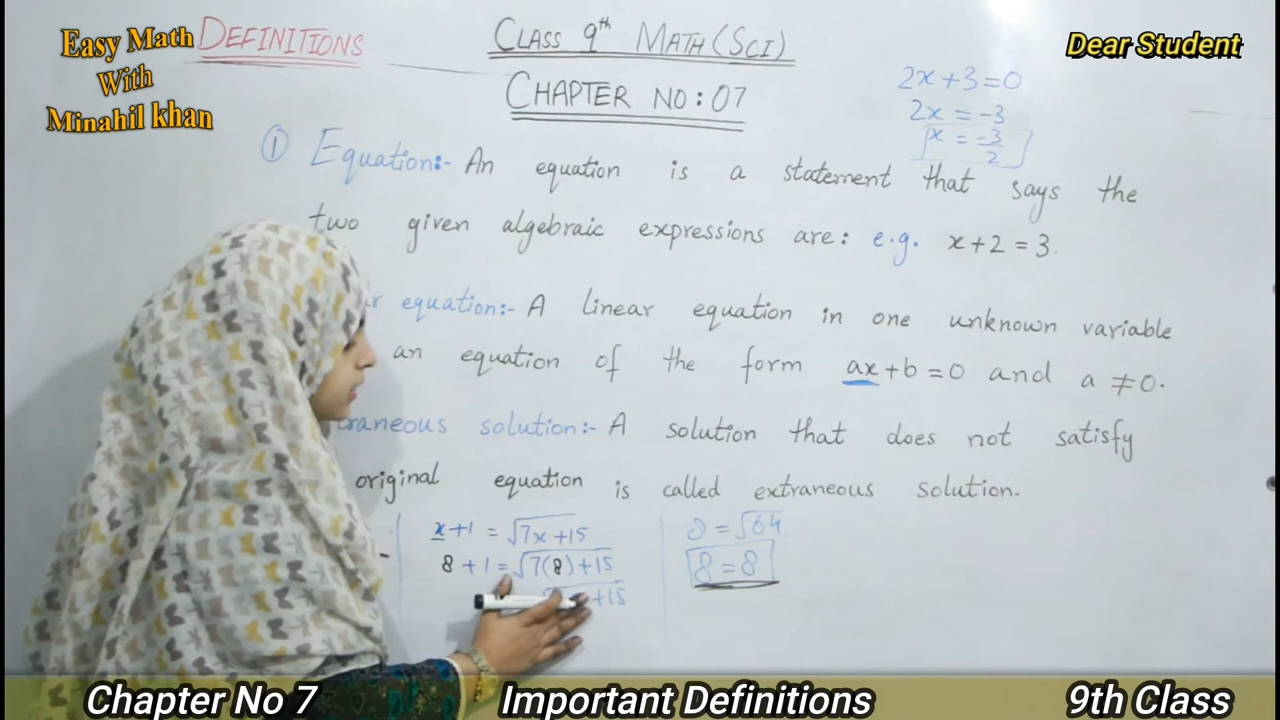 Easy Math
With
Minahil khan
DEFINITIONS
CLASS 9th MATH (SCI)
CHAPTER NO: 07
Dear Student
2x + 3 = 0
2x = -3
x = -3/2
① Equation:- An equation is a statement that says the
two given algebraic expressions are: e.g. x+2 = 3.
equation:- A linear equation in one unknown variable
an equation of the form ax+b = 0 and a ≠ 0.
raneous solution:- A solution that does not satisfy
original equation is called extraneous solution.
x+1 = √7x+15
8 + 1 = √7(8)+15
+15
8 = √64
8 = 8
Chapter No 7
Important Definitions
9th Class